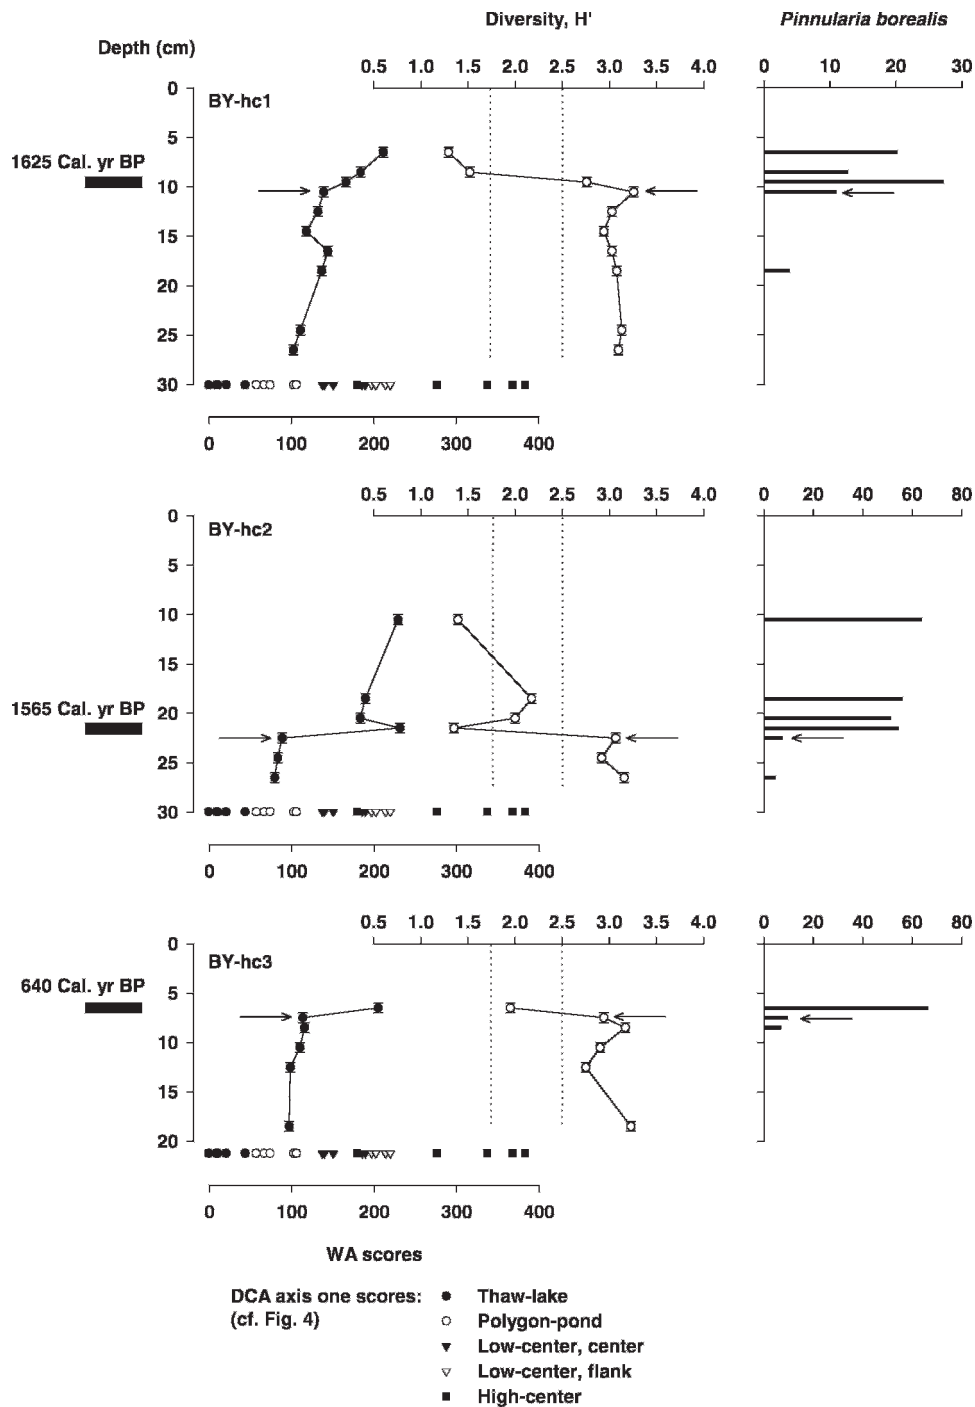 Diversity, H'
Pinnularia borealis
Depth (cm)
0.5 1.0 1.5 2.0 2.5 3.0 3.5 4.0
0 10 20 30
BY-hc1
0
5
1625 Cal. yr BP
10
15
20
25
30
0 100 200 300 400
0.5 1.0 1.5 2.0 2.5 3.0 3.5 4.0
0 20 40 60 80
BY-hc2
0
5
10
15
1565 Cal. yr BP
20
25
30
0 100 200 300 400
0.5 1.0 1.5 2.0 2.5 3.0 3.5 4.0
0 20 40 60 80
BY-hc3
0
640 Cal. yr BP
5
10
15
20
0 100 200 300 400
WA scores
DCA axis one scores:
(cf. Fig. 4)
Thaw-lake
Polygon-pond
Low-center, center
Low-center, flank
High-center